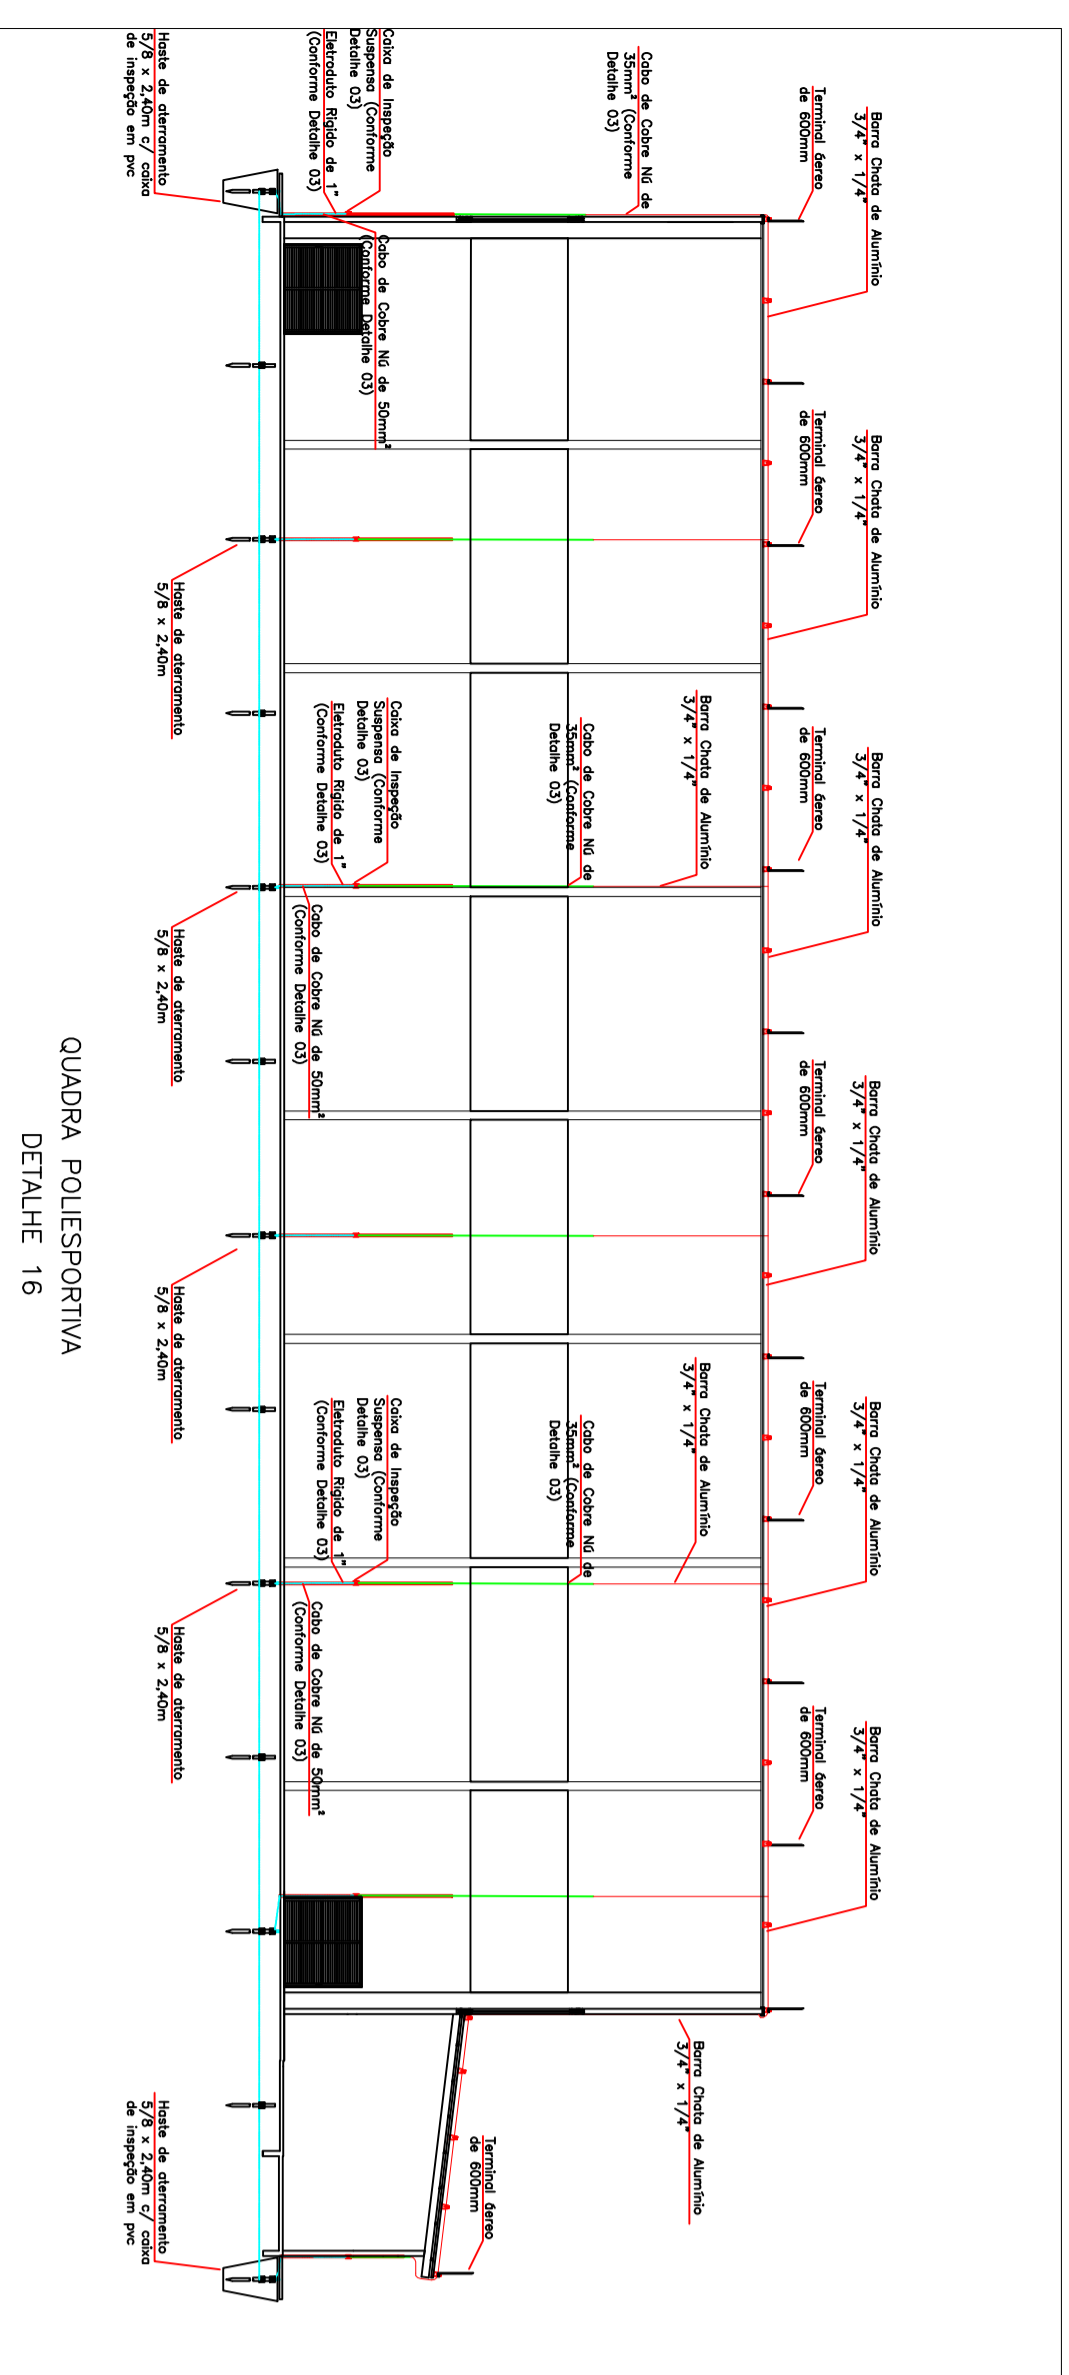 Barra Chata de Alumínio
3/4" x 1/4"
Barra Chata de Alumínio
3/4" x 1/4"
Barra Chata de Alumínio
3/4" x 1/4"
Barra Chata de Alumínio
3/4" x 1/4"
Barra Chata de Alumínio
3/4" x 1/4"
Barra Chata de Alumínio
3/4" x 1/4"
Terminal áereo
de 600mm
Terminal áereo
de 600mm
Terminal áereo
de 600mm
Terminal áereo
de 600mm
Terminal áereo
de 600mm
Terminal áereo
de 600mm
Cabo de Cobre NÚ de
35mm² (Conforme
Detalhe 03)
Barra Chata de Alumínio
3/4" x 1/4"
Barra Chata de Alumínio
3/4" x 1/4"
Barra Chata de Alumínio
3/4" x 1/4"
Cabo de Cobre NÚ de
35mm² (Conforme
Detalhe 03)
Cabo de Cobre NÚ de
35mm² (Conforme
Detalhe 03)
Terminal áereo
de 600mm
Caixa de Inspeção
Suspensa (Conforme
Detalhe 03)
Eletroduto Rigido de 1"
(Conforme Detalhe 03)
Cabo de Cobre NÚ de 50mm²
(Conforme Detalhe 03)
Caixa de Inspeção
Suspensa (Conforme
Detalhe 03)
Eletroduto Rigido de 1"
(Conforme Detalhe 03)
Cabo de Cobre NÚ de 50mm²
(Conforme Detalhe 03)
Caixa de Inspeção
Suspensa (Conforme
Detalhe 03)
Eletroduto Rigido de 1"
(Conforme Detalhe 03)
Cabo de Cobre NÚ de 50mm²
(Conforme Detalhe 03)
Haste de aterramento
5/8 x 2,40m c/ caixa
de inspeção em pvc
Haste de aterramento
5/8 x 2,40m
Haste de aterramento
5/8 x 2,40m
Haste de aterramento
5/8 x 2,40m
Haste de aterramento
5/8 x 2,40m
Haste de aterramento
5/8 x 2,40m c/ caixa
de inspeção em pvc
QUADRA POLIESPORTIVA
DETALHE 16